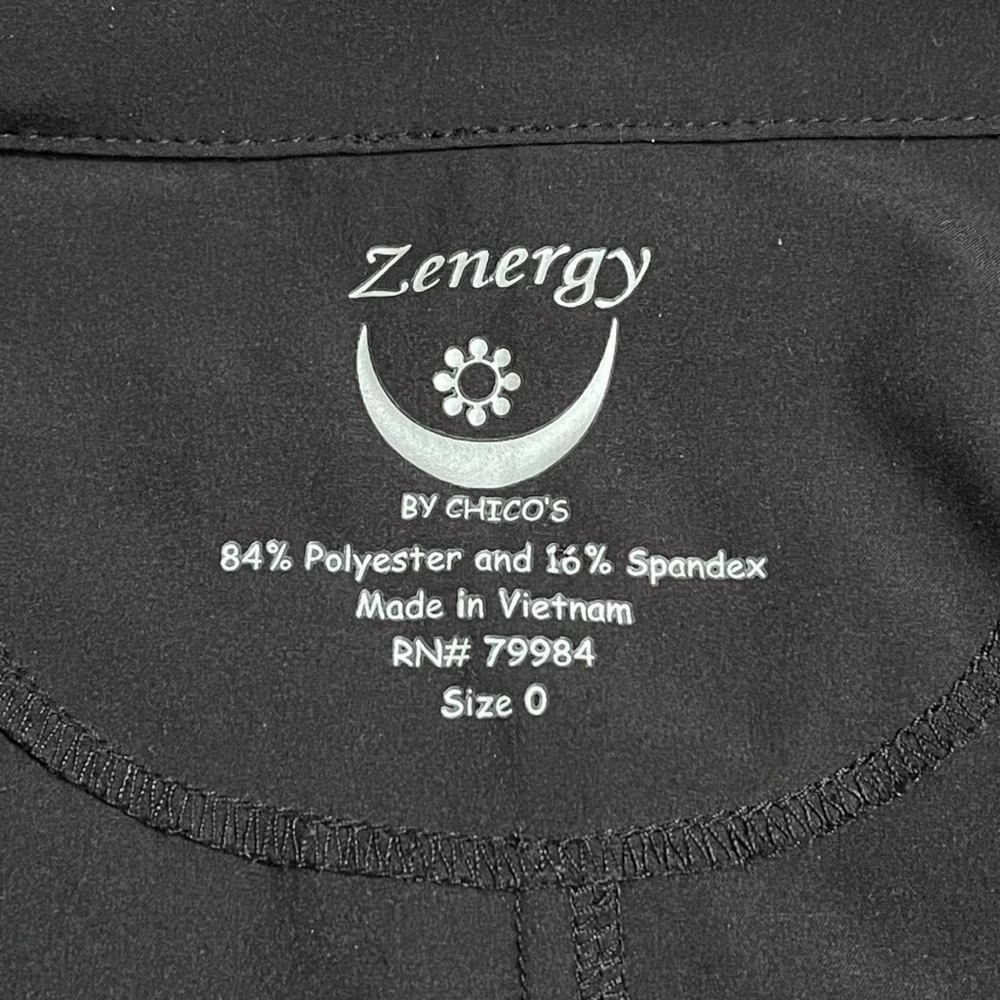 Zenergy
BY CHICO'S
84% Polyester and 16% Spandex
Made in Vietnam
RN# 79984
Size 0